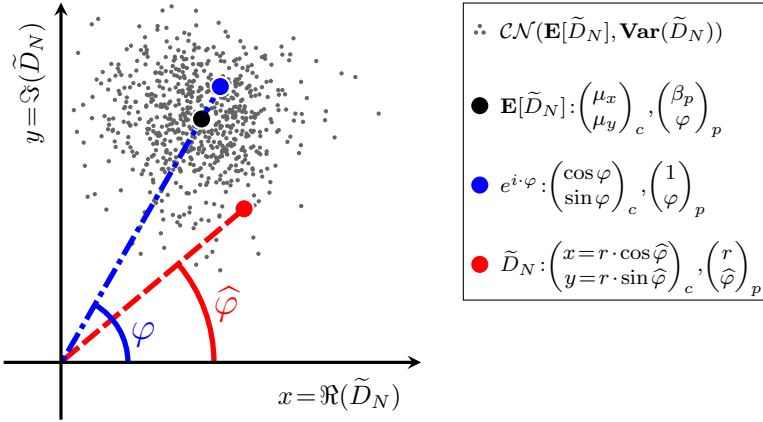 y = ℑ(D̃_N)
φ
φ̂
x = ℜ(D̃_N)
𝒞𝒩(E[D̃_N], Var(D̃_N))
E[D̃_N] : (μ_x μ_y)_c , (β_p φ)_p
e^{i·φ} : (cos φ sin φ)_c , (1 φ)_p
D̃_N : (x = r · cos φ̂ y = r · sin φ̂)_c , (r φ̂)_p